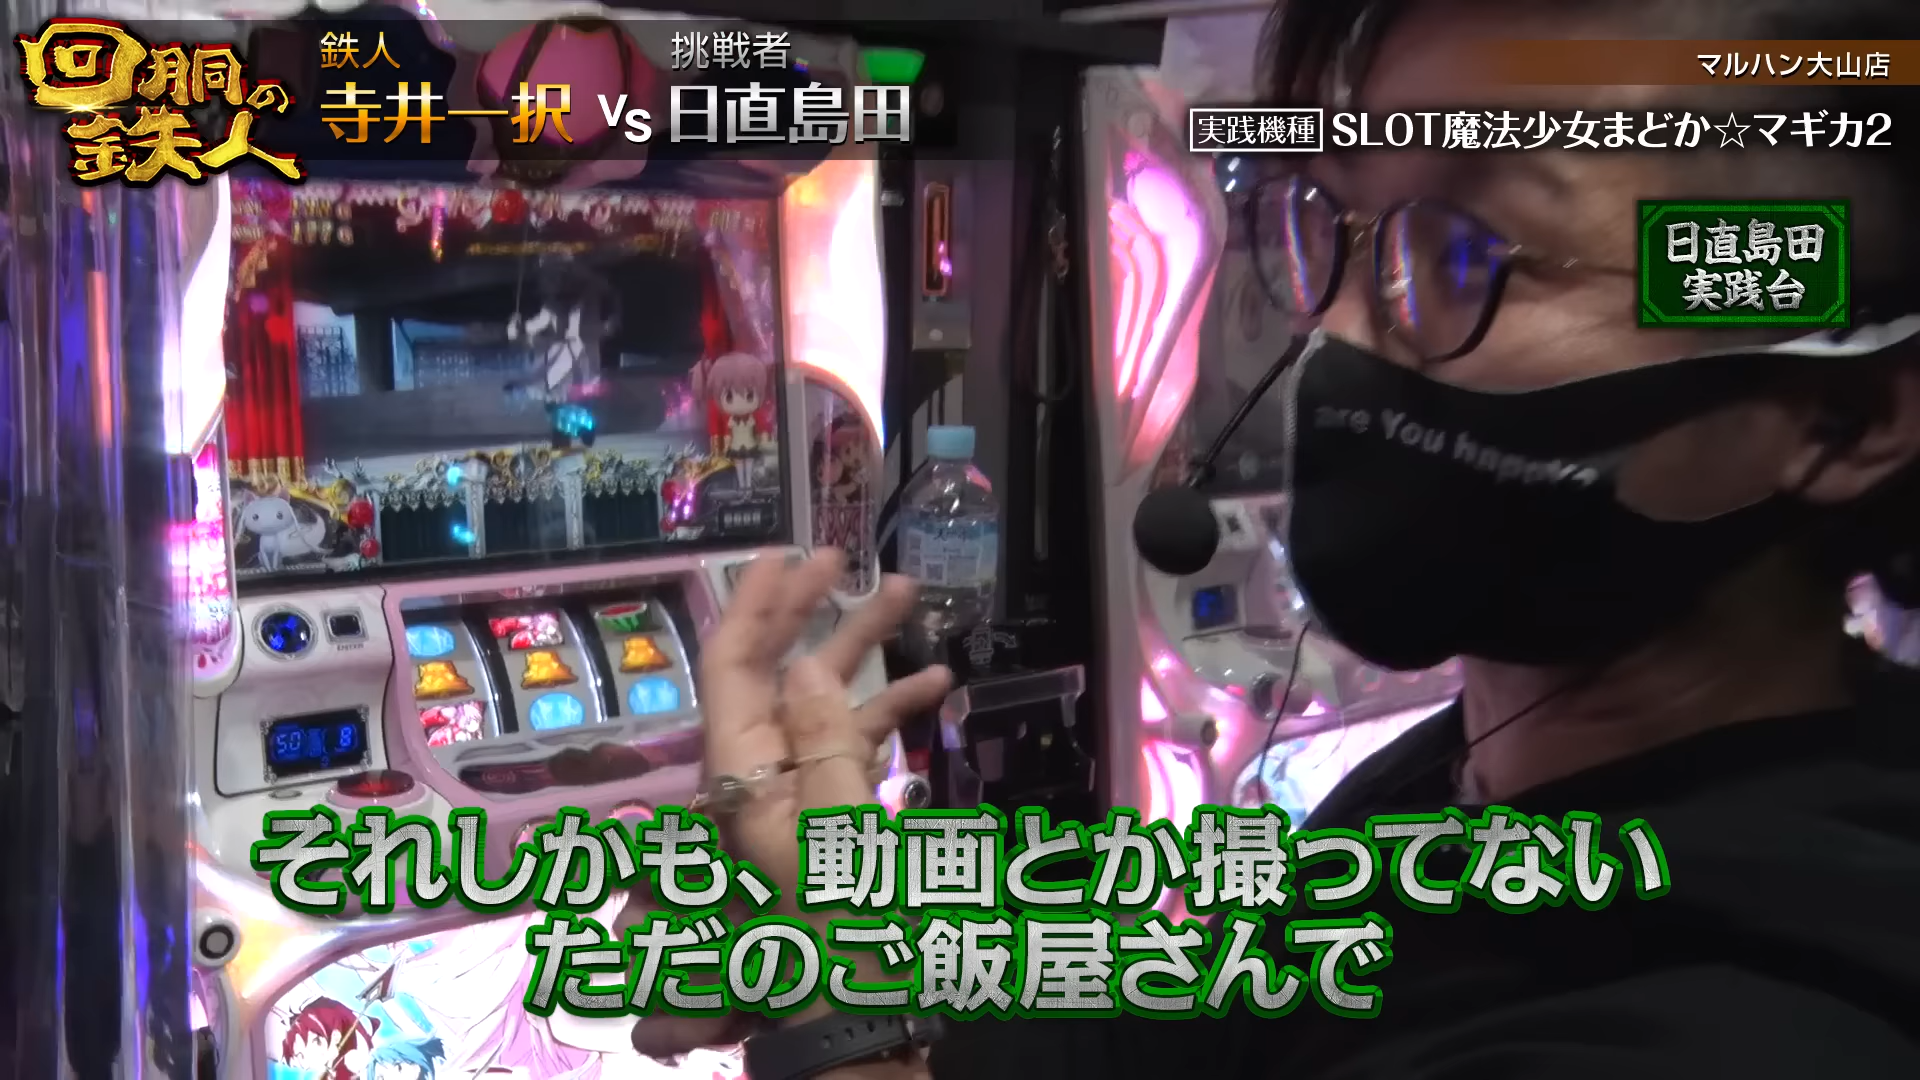 回胴の
鉄人
鉄人
寺井一択
Vs
挑戦者
日直島田
マルハン大山店
実践機種
SLOT魔法少女まどか☆マギカ2
日直島田
実践台
are You happy?
50
8
それしかも、動画とか撮ってない
ただのご飯屋さんで